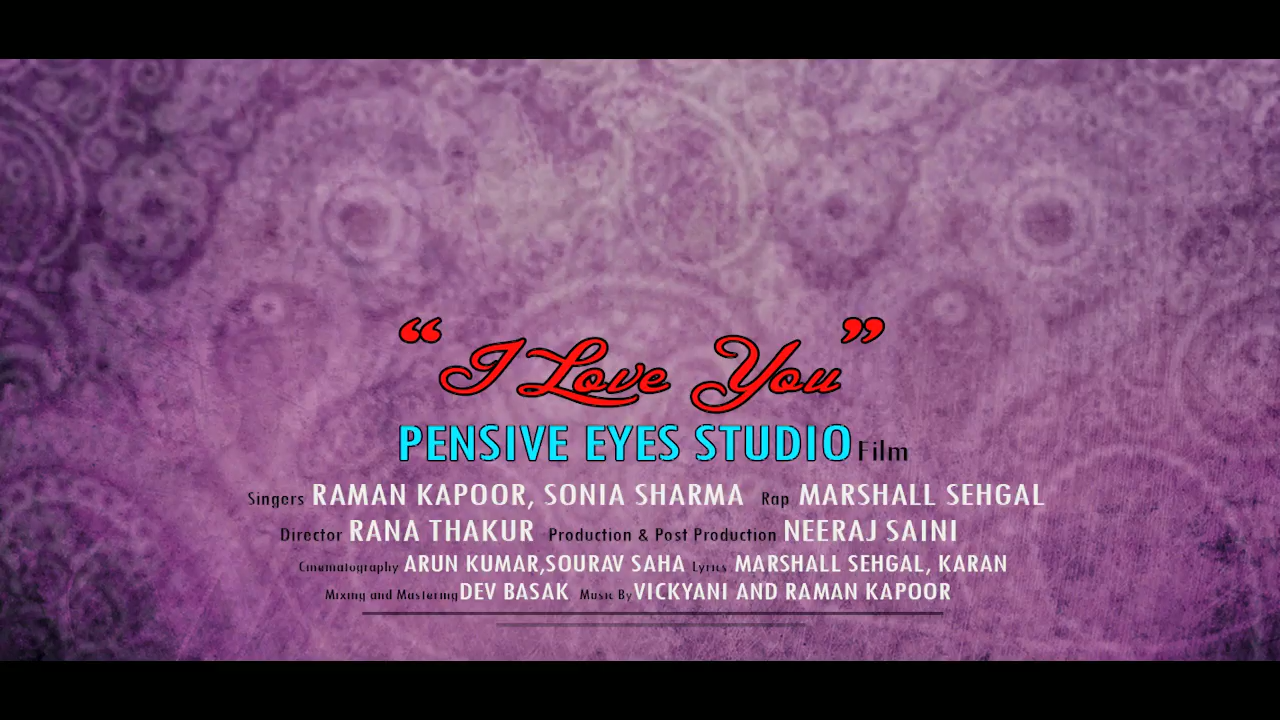 “I Love You”
PENSIVE EYES STUDIO Film
Singers RAMAN KAPOOR, SONIA SHARMA Rap MARSHALL SEHGAL
Director RANA THAKUR Production & Post Production NEERAJ SAINI
Cinematography ARUN KUMAR,SOURAV SAHA Lyrics MARSHALL SEHGAL, KARAN
Mixing and Mastering DEV BASAK Music By VICKYANI AND RAMAN KAPOOR